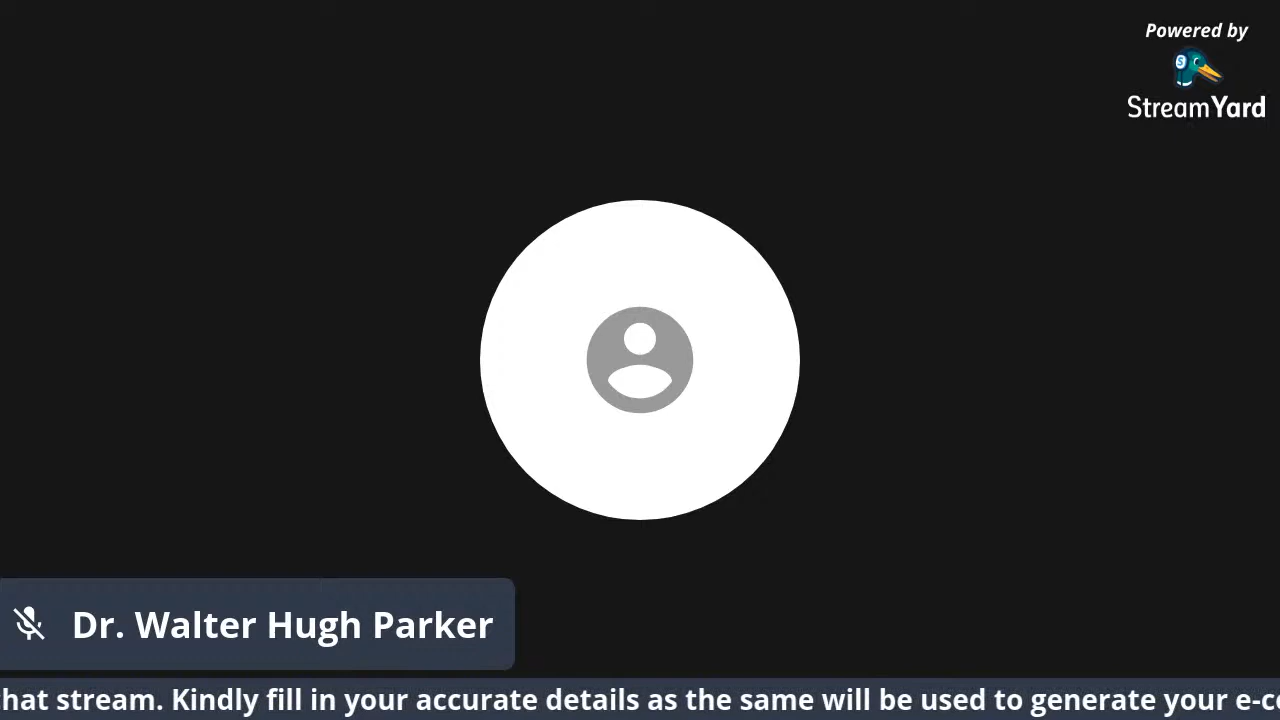 Powered by
S
StreamYard
Dr. Walter Hugh Parker
stream. Kindly fill in your accurate details as the same will be used to generate your